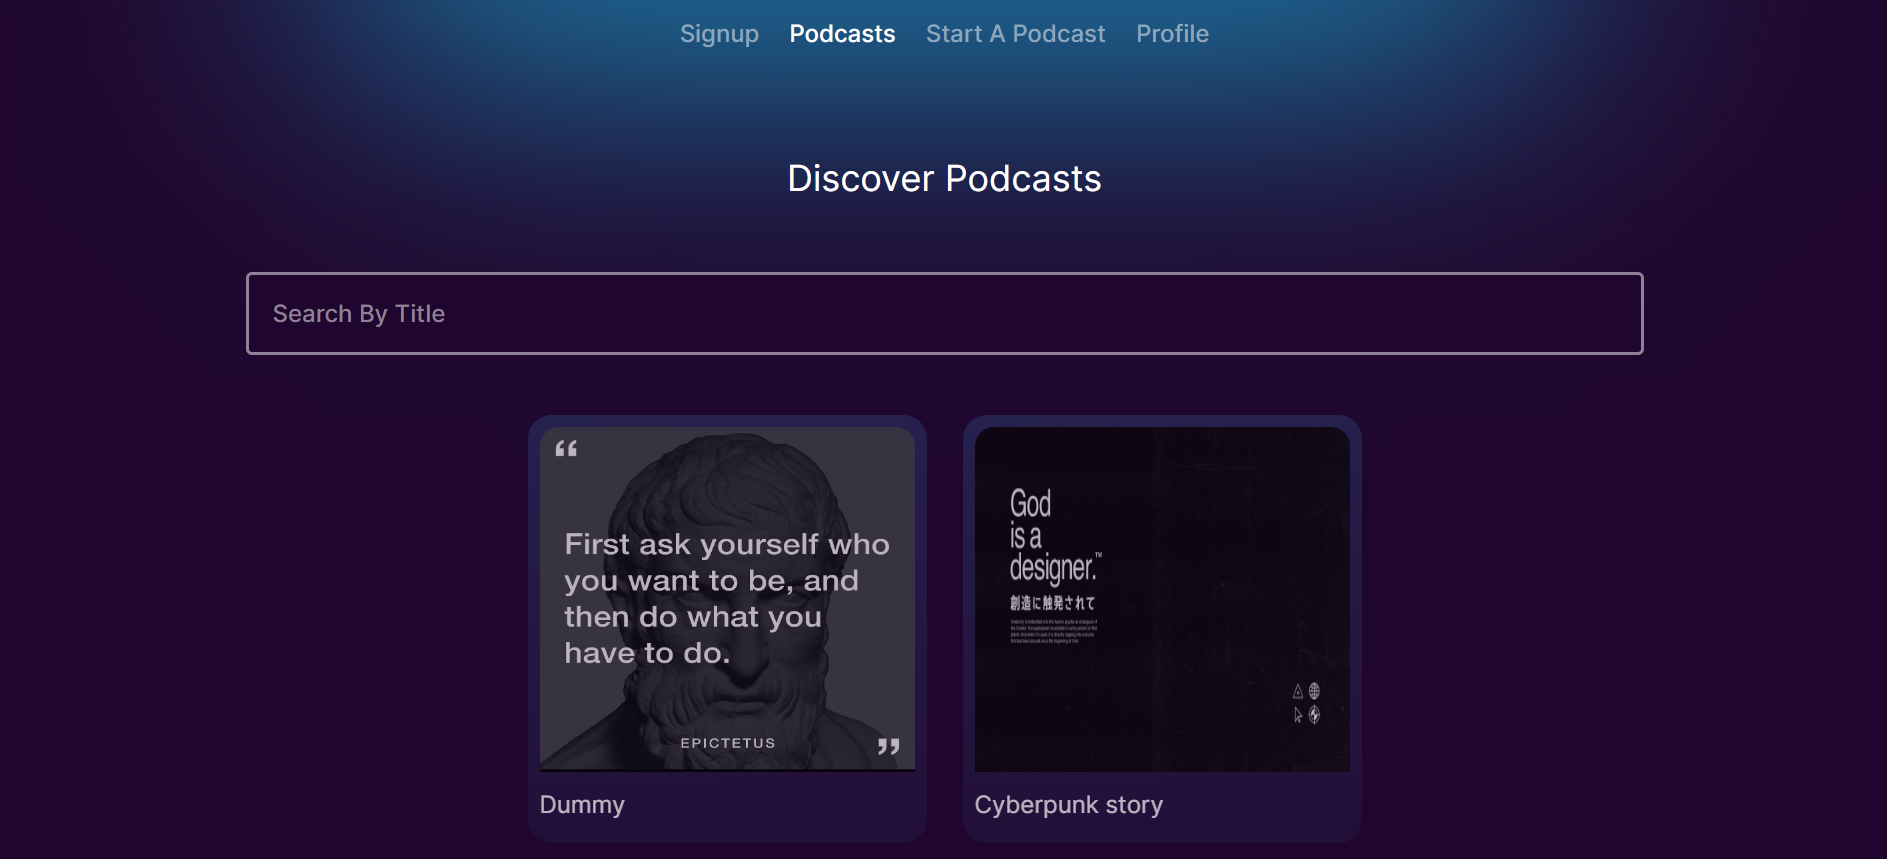 Signup Podcasts Start A Podcast Profile
Discover Podcasts
Search By Title
“
First ask yourself who
you want to be, and
then do what you
have to do.
EPICTETUS
”
Dummy
God
is a
designer.™
創造に触発されて
Cyberpunk story